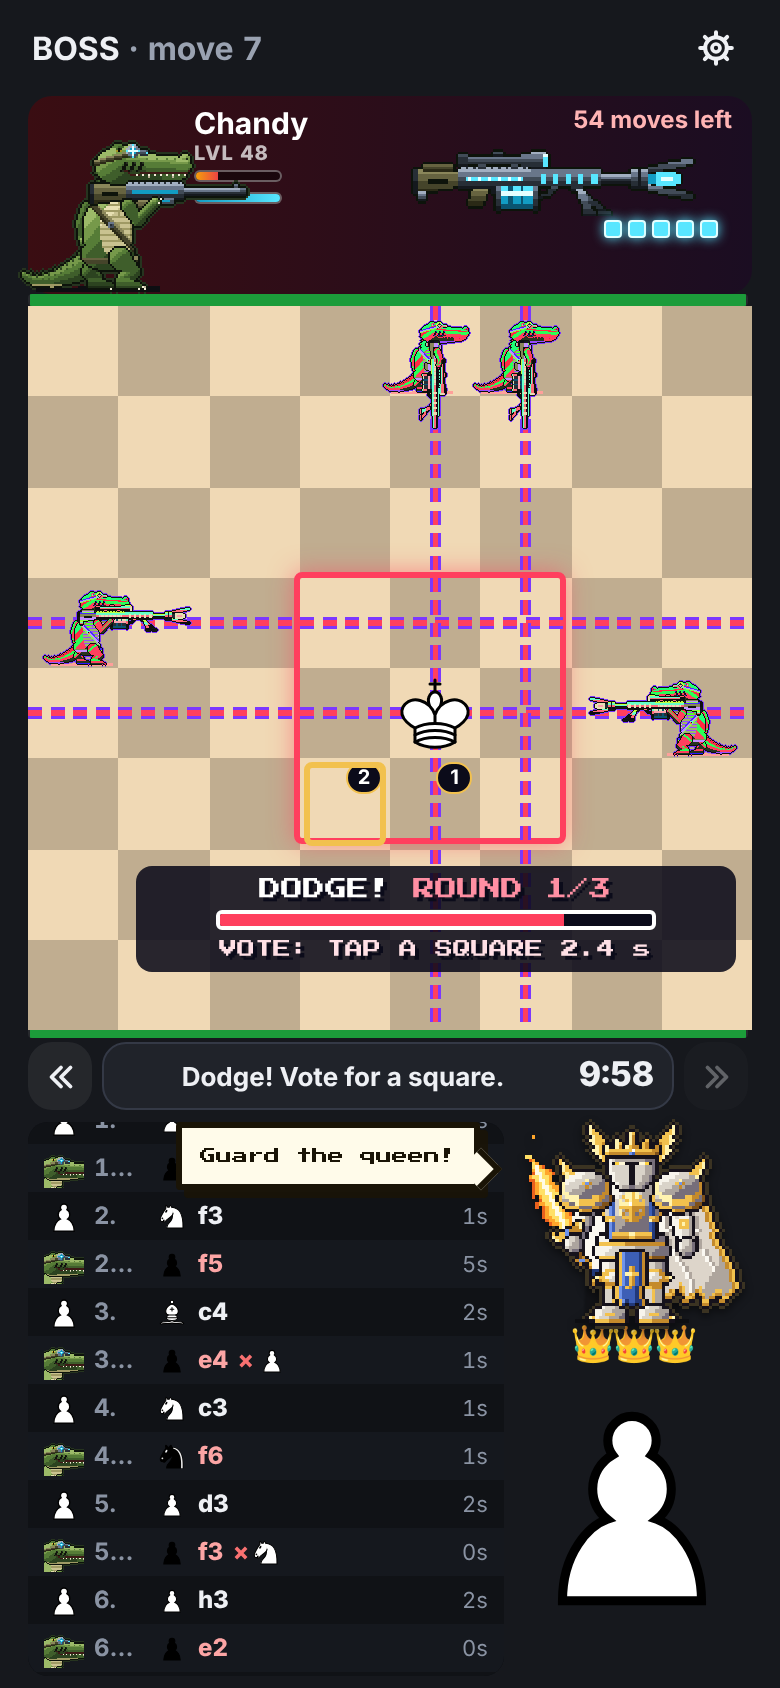 BOSS · move 7
Chandy
54 moves left
LVL 48
2
1
DODGE! ROUND 1/3
VOTE: TAP A SQUARE 2.4 s
Dodge! Vote for a square. 9:58
Guard the queen!
1...
2. f3 1s
2... f5 5s
3. c4 2s
3... e4 × 1s
4. c3 1s
4... f6 1s
5. d3 2s
5... f3 × 0s
6. h3 2s
6... e2 0s